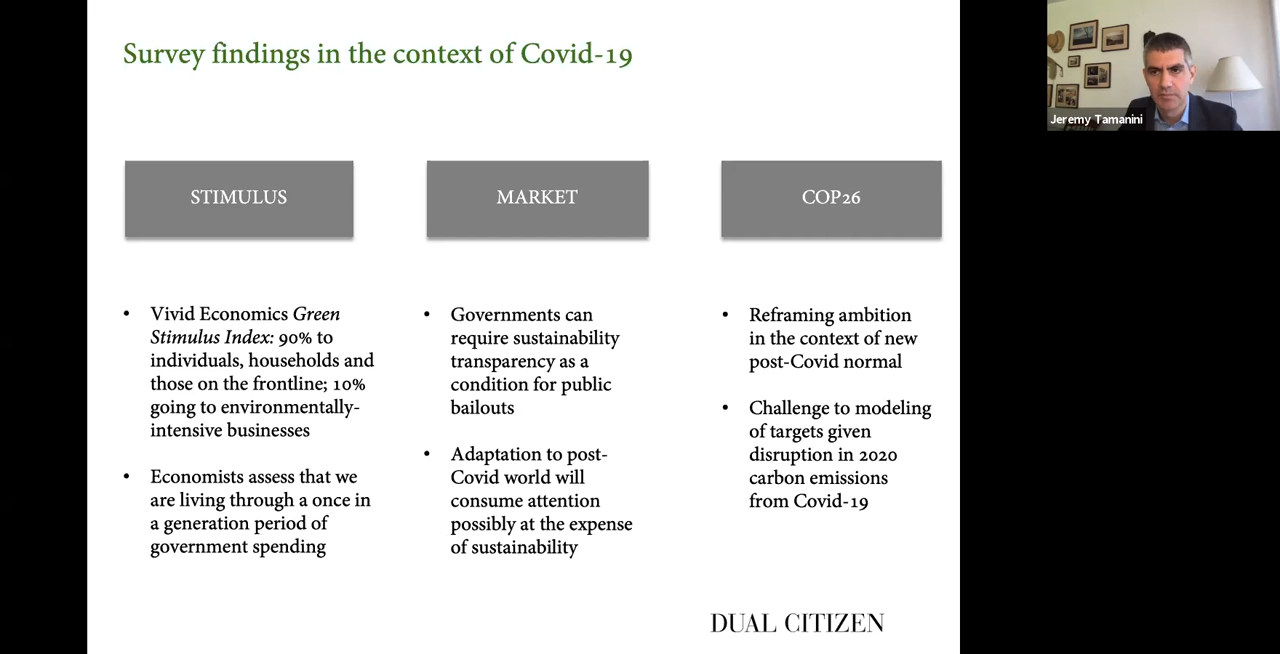 Survey findings in the context of Covid-19
Jeremy Tamanini
STIMULUS
MARKET
COP26
• Vivid Economics Green
Stimulus Index: 90% to
individuals, households and
those on the frontline; 10%
going to environmentally-
intensive businesses
• Economists assess that we
are living through a once in
a generation period of
government spending
• Governments can
require sustainability
transparency as a
condition for public
bailouts
• Adaptation to post-
Covid world will
consume attention
possibly at the expense
of sustainability
• Reframing ambition
in the context of new
post-Covid normal
• Challenge to modeling
of targets given
disruption in 2020
carbon emissions
from Covid-19
DUAL CITIZEN